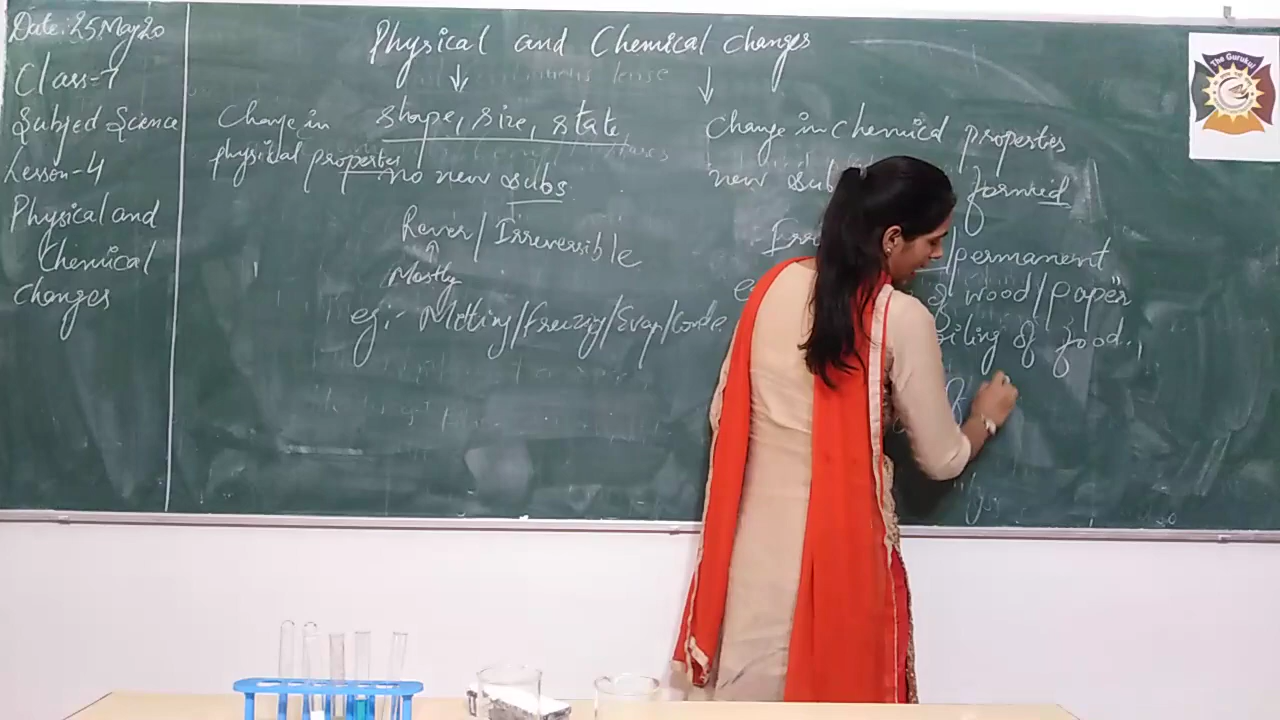 Date: 25 May 20
Class-7
Subject Science
Lesson-4
Physical and
Chemical
Changes
Physical and Chemical changes
Change in shape, size, state
physical properties no new subs
Rever/Irreversible
Mostly
eg:- Melting/freezing/Evap/Conde
Change in Chemical properties
new sub formed
/permanent
of wood/paper
of food..
The Gurukul